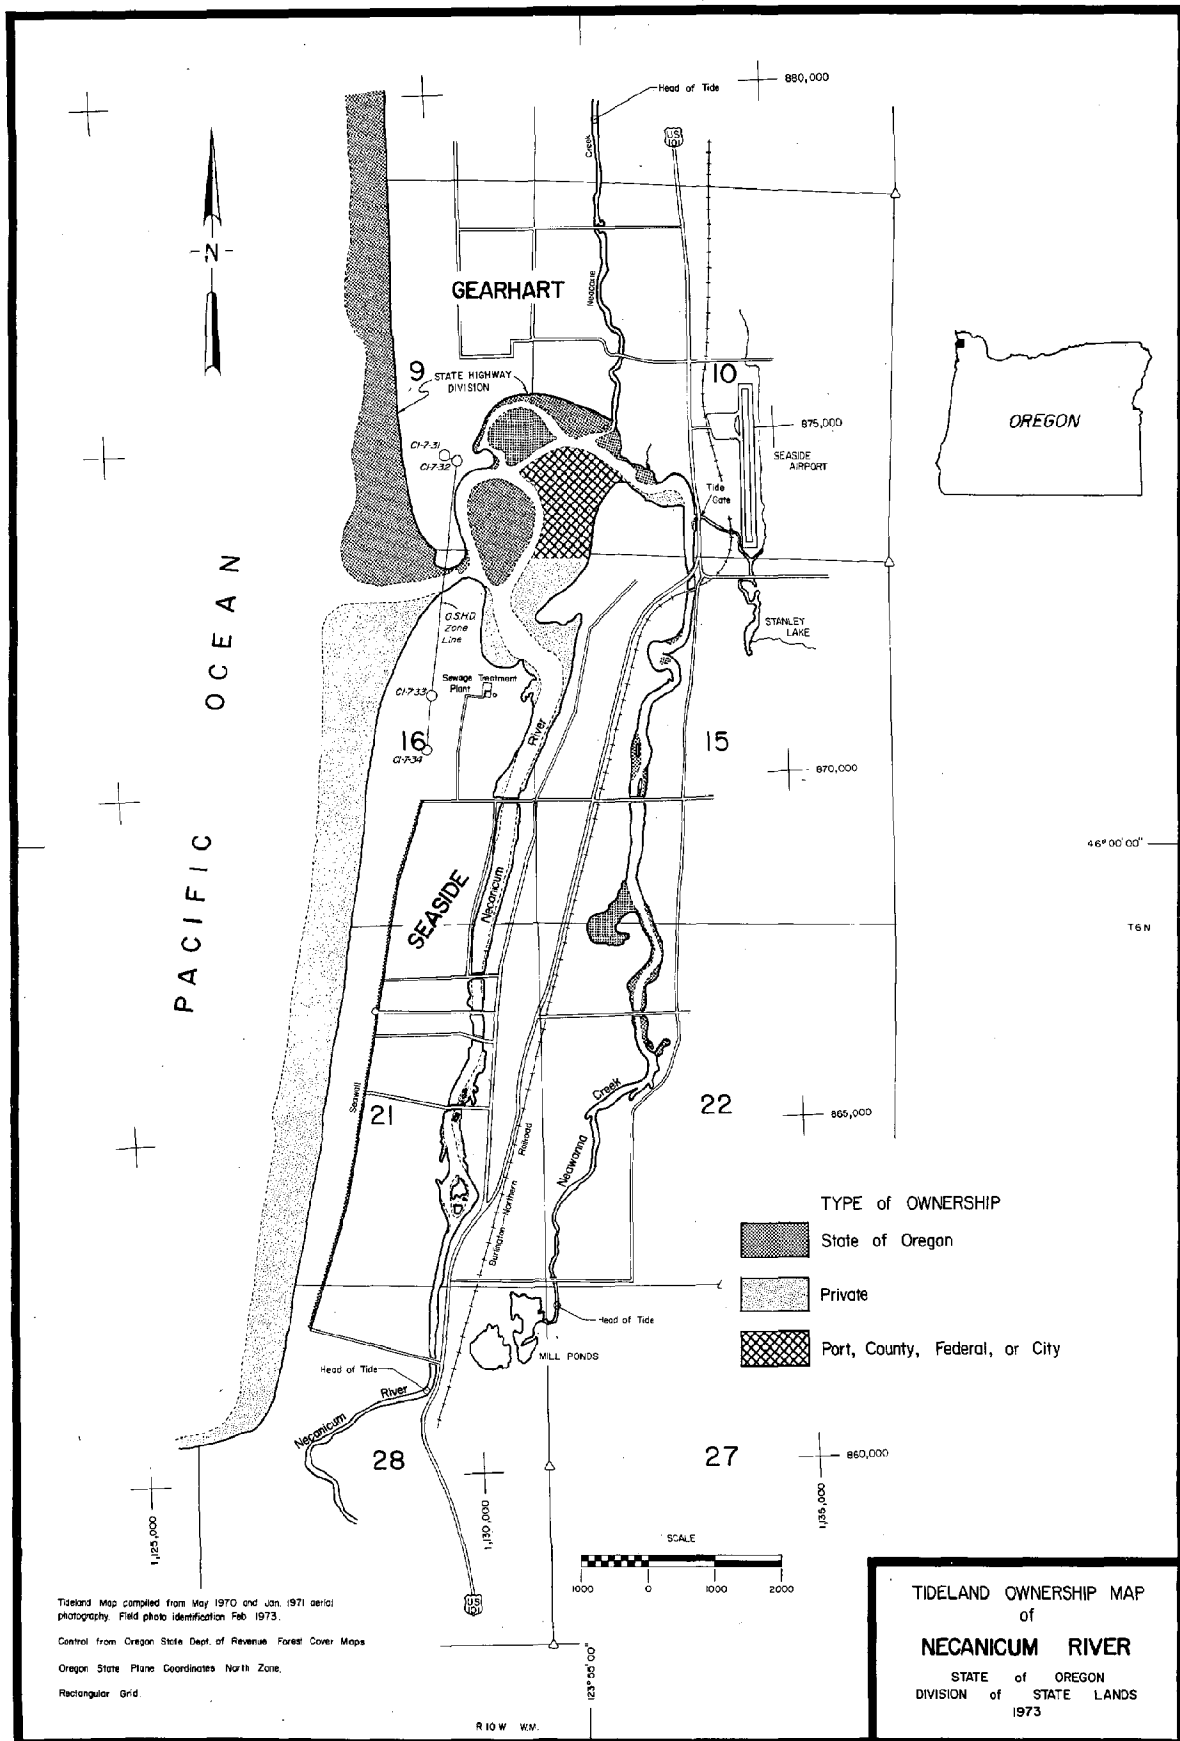 880,000
Head of Tide
US
101
Creek
-N-
GEARHART
Neacoxie
9
STATE HIGHWAY
DIVISION
10
OREGON
875,000
CI-7-31
CI-7-32
SEASIDE
AIRPORT
Tide
Gate
PACIFIC OCEAN
O.S.H.D.
Zone
Line
STANLEY
LAKE
Sewage Treatment
Plant
CI-7-33
River
16
15
CI-7-34
870,000
46°00'00"
SEASIDE
Necanicum
T6N
Seawall
21
Creek
22
865,000
Neawanna
Burlington Northern Railroad
TYPE of OWNERSHIP
State of Oregon
Private
Head of Tide
MILL PONDS
Port, County, Federal, or City
Head of Tide
Necanicum River
28
27
860,000
1,125,000
1,130,000
1,135,000
SCALE
1000 0 1000 2000
US
101
Tideland Map compiled from May 1970 and Jan. 1971 aerial
photography. Field photo identification Feb 1973.
Control from Oregon State Dept. of Revenue Forest Cover Maps
Oregon State Plane Coordinates North Zone,
Rectangular Grid.
123°55'00"
R 10 W W.M.
TIDELAND OWNERSHIP MAP
of
NECANICUM RIVER
STATE of OREGON
DIVISION of STATE LANDS
1973